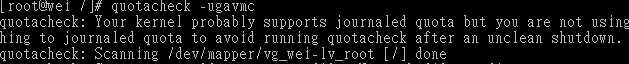 [root@wei /]# quotacheck -ugavmc
quotacheck: Your kernel probably supports journaled quota but you are not using
hing to journaled quota to avoid running quotacheck after an unclean shutdown.
quotacheck: Scanning /dev/mapper/vg_wei-lv_root [/] done